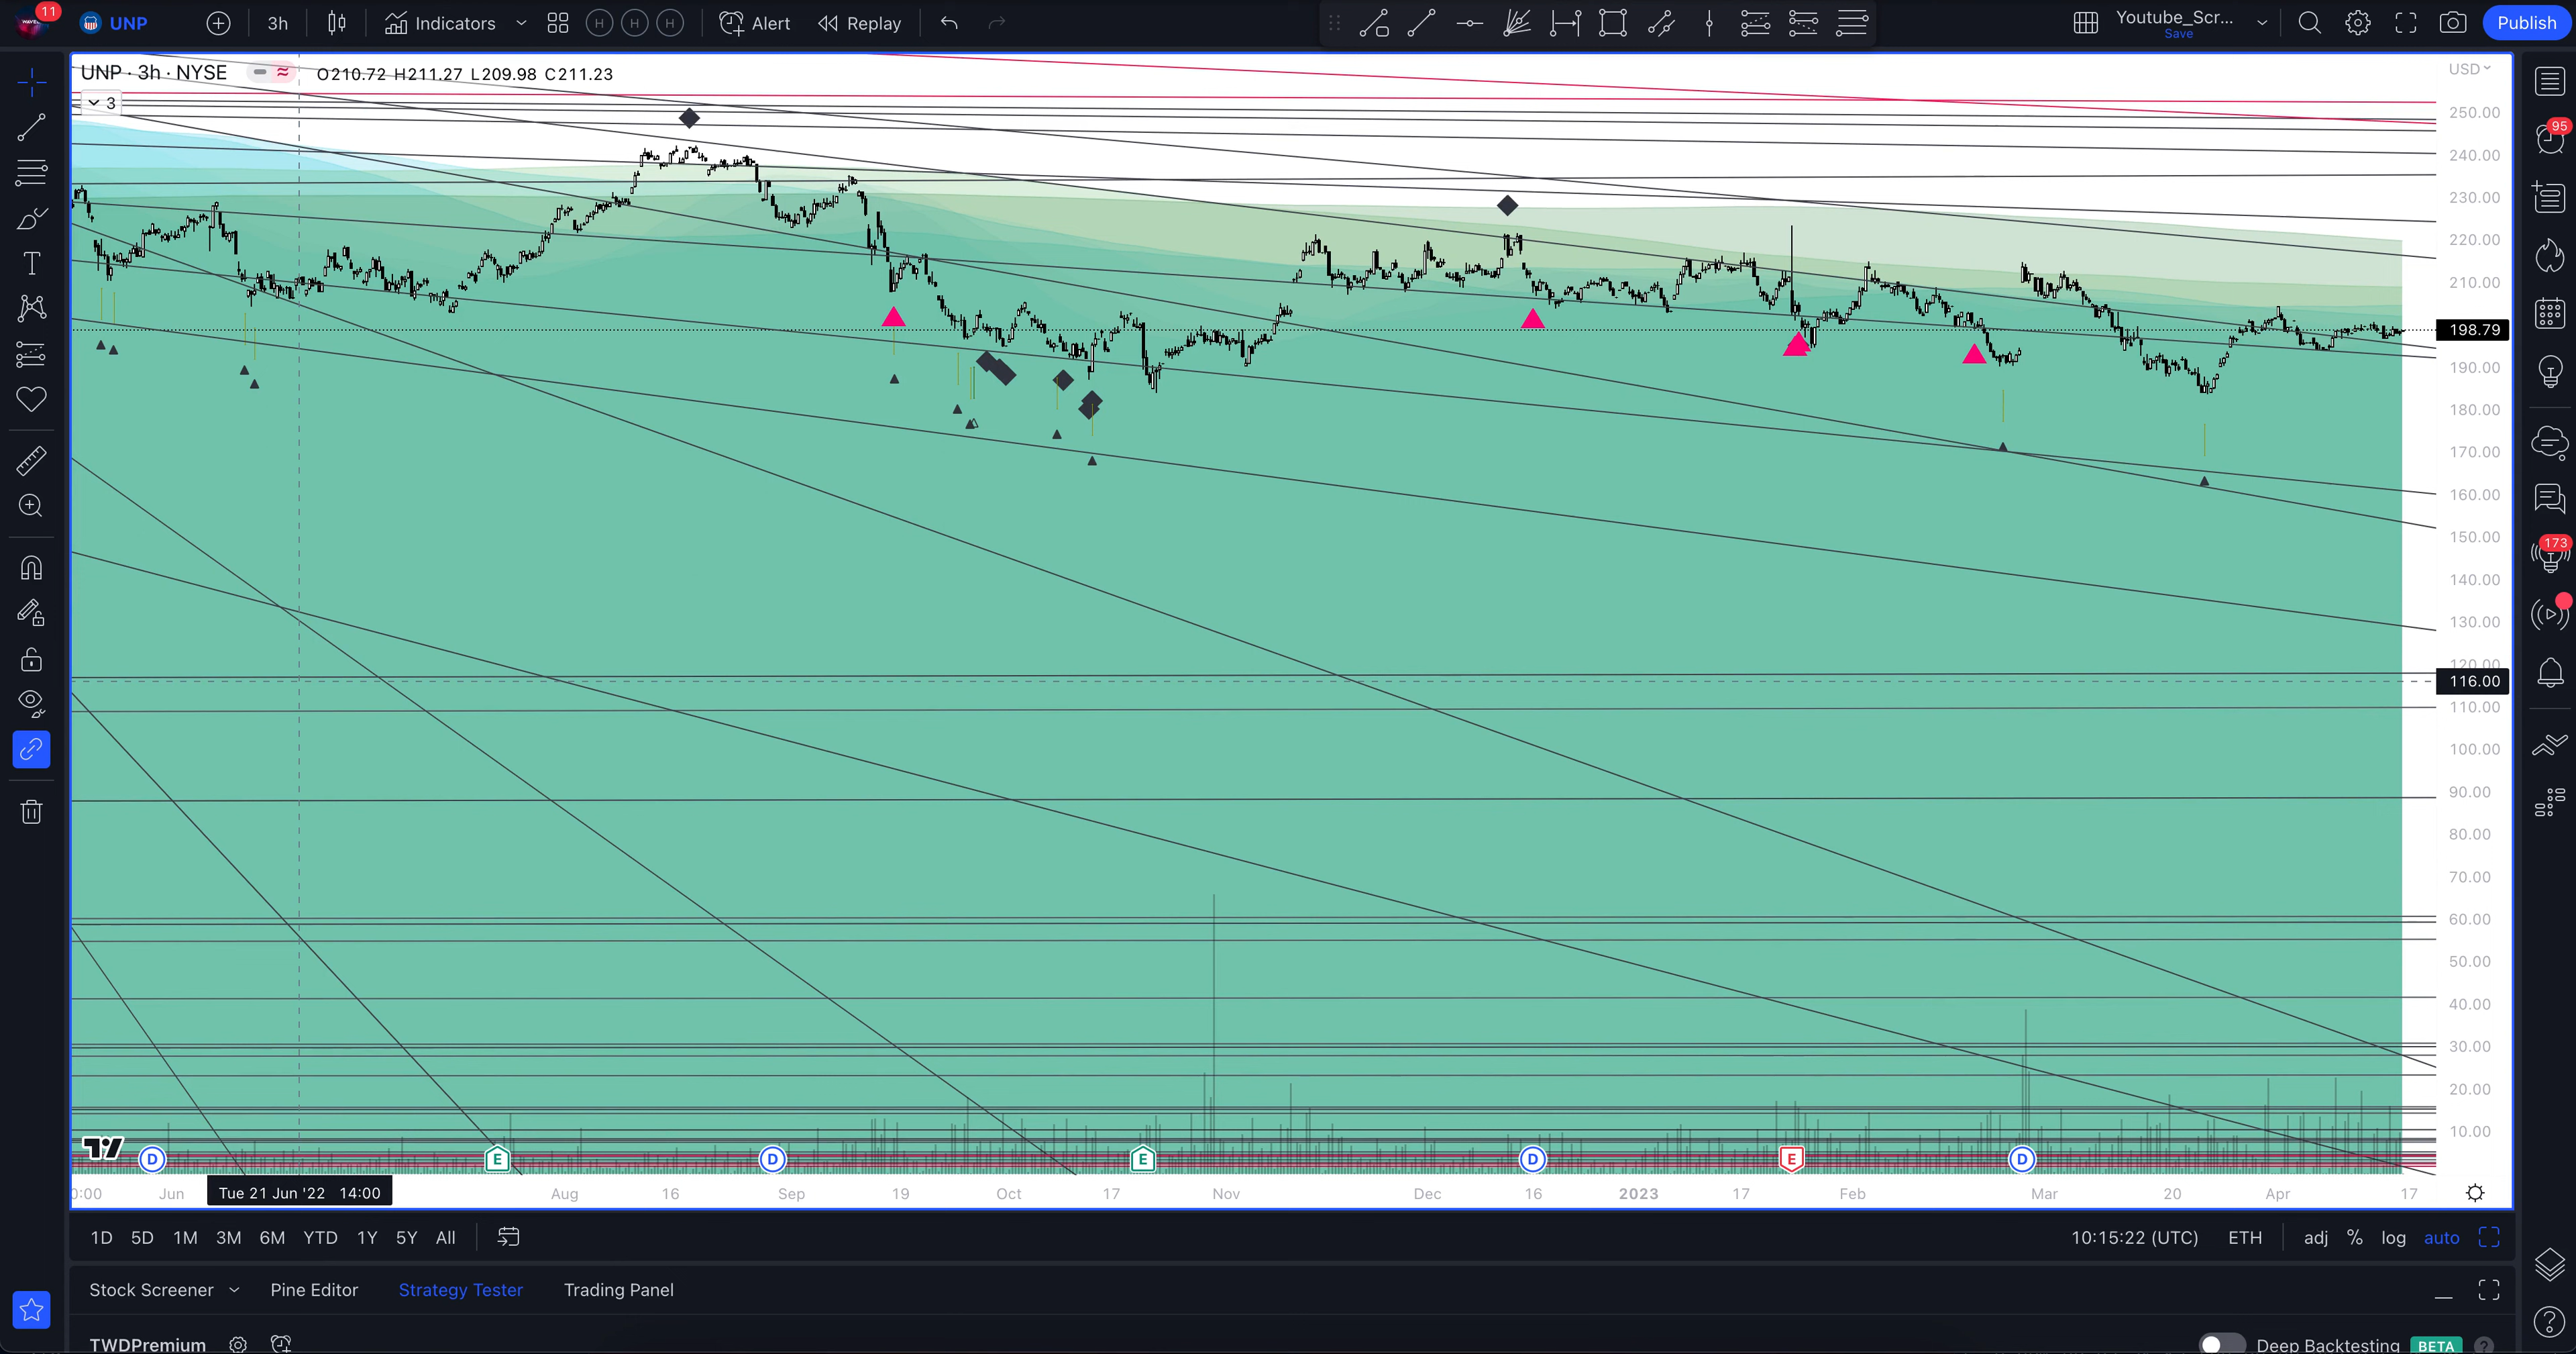 11
UNP
3h
Indicators
H
H
H
Alert
Replay
Youtube_Scr...
Save
Publish
UNP · 3h · NYSE
O210.72 H211.27 L209.98 C211.23
3
USD
250.00
240.00
230.00
220.00
210.00
198.79
190.00
180.00
170.00
160.00
150.00
140.00
130.00
120.00
116.00
110.00
100.00
90.00
80.00
70.00
60.00
50.00
40.00
30.00
20.00
10.00
95
173
D
E
D
E
D
E
D
0:00
Jun
Tue 21 Jun '22 14:00
Aug
16
Sep
19
Oct
17
Nov
Dec
16
2023
17
Feb
Mar
20
Apr
17
1D 5D 1M 3M 6M YTD 1Y 5Y All
10:15:22 (UTC) ETH adj % log auto
Stock Screener Pine Editor Strategy Tester Trading Panel
TWDPremium
Deep Backtesting BETA ?